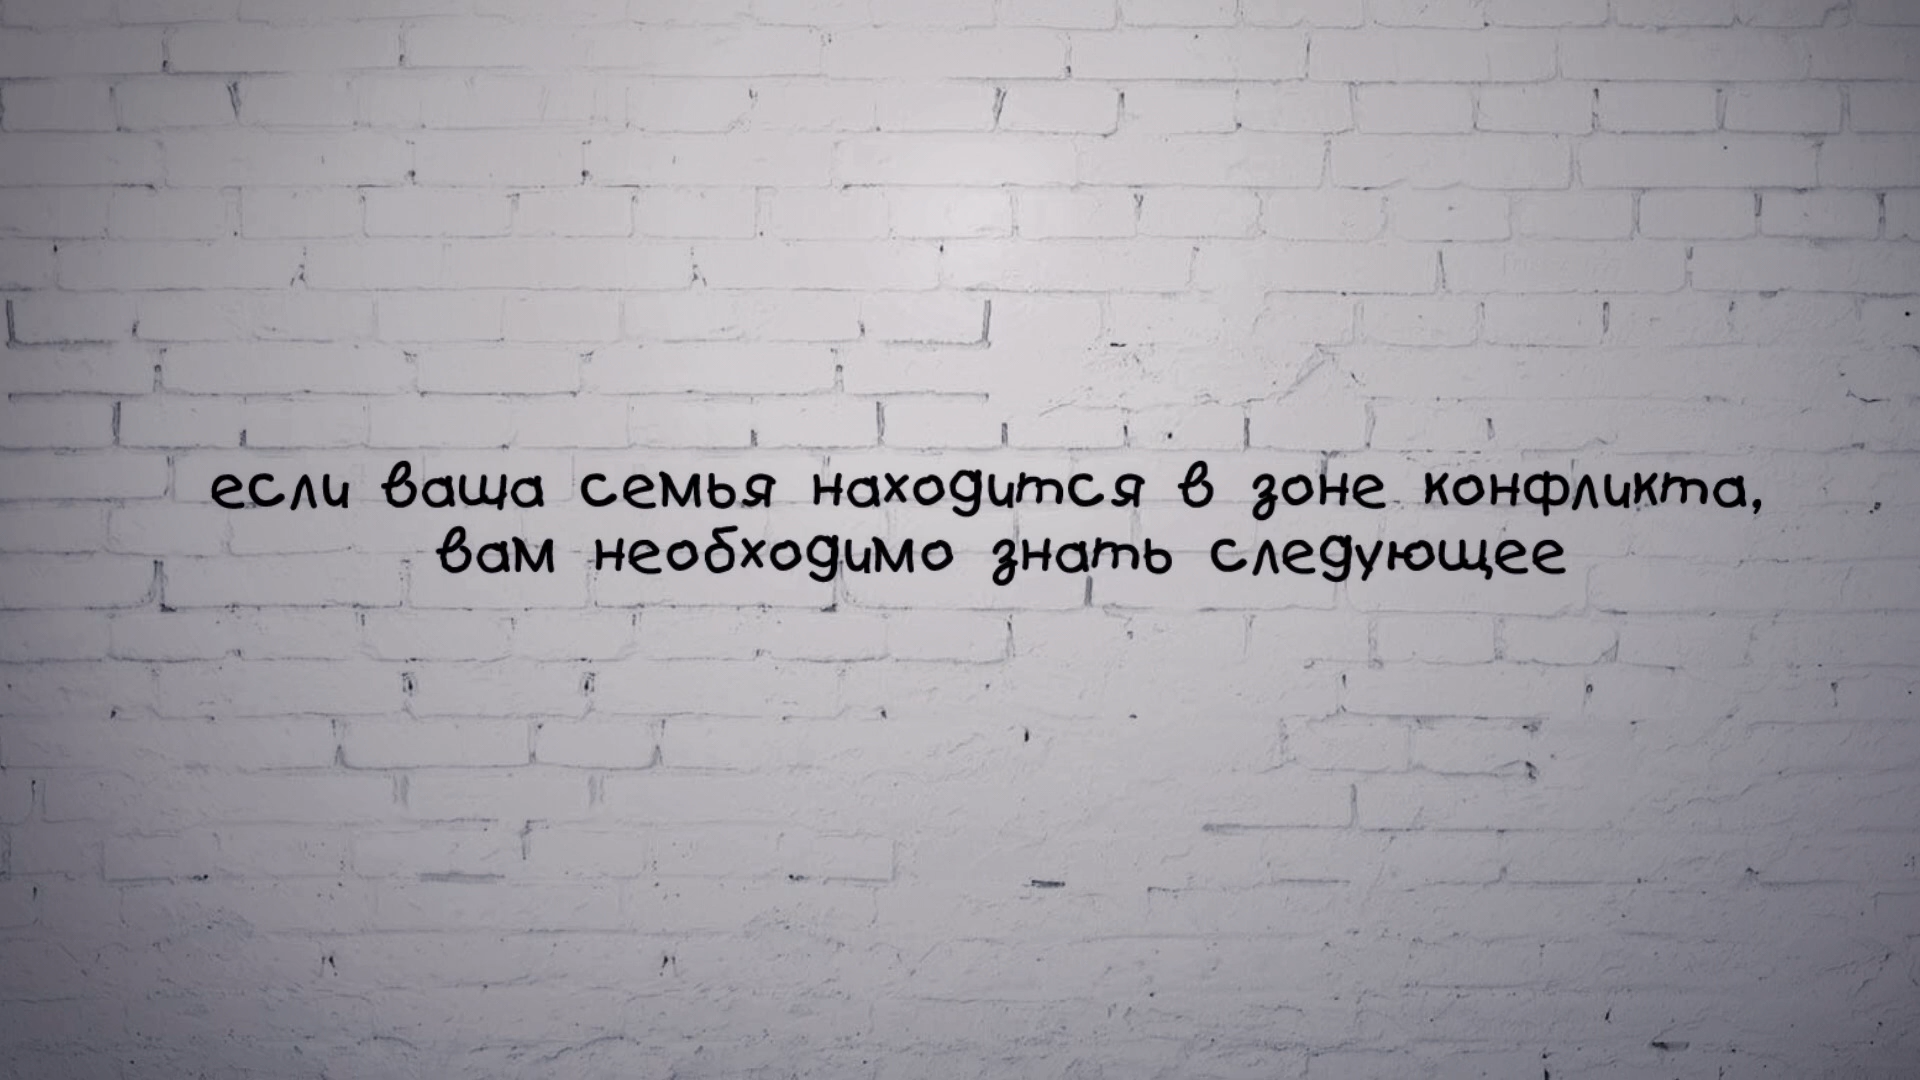 если ваша семья находится в зоне конфликта,
вам необходимо знать следующее